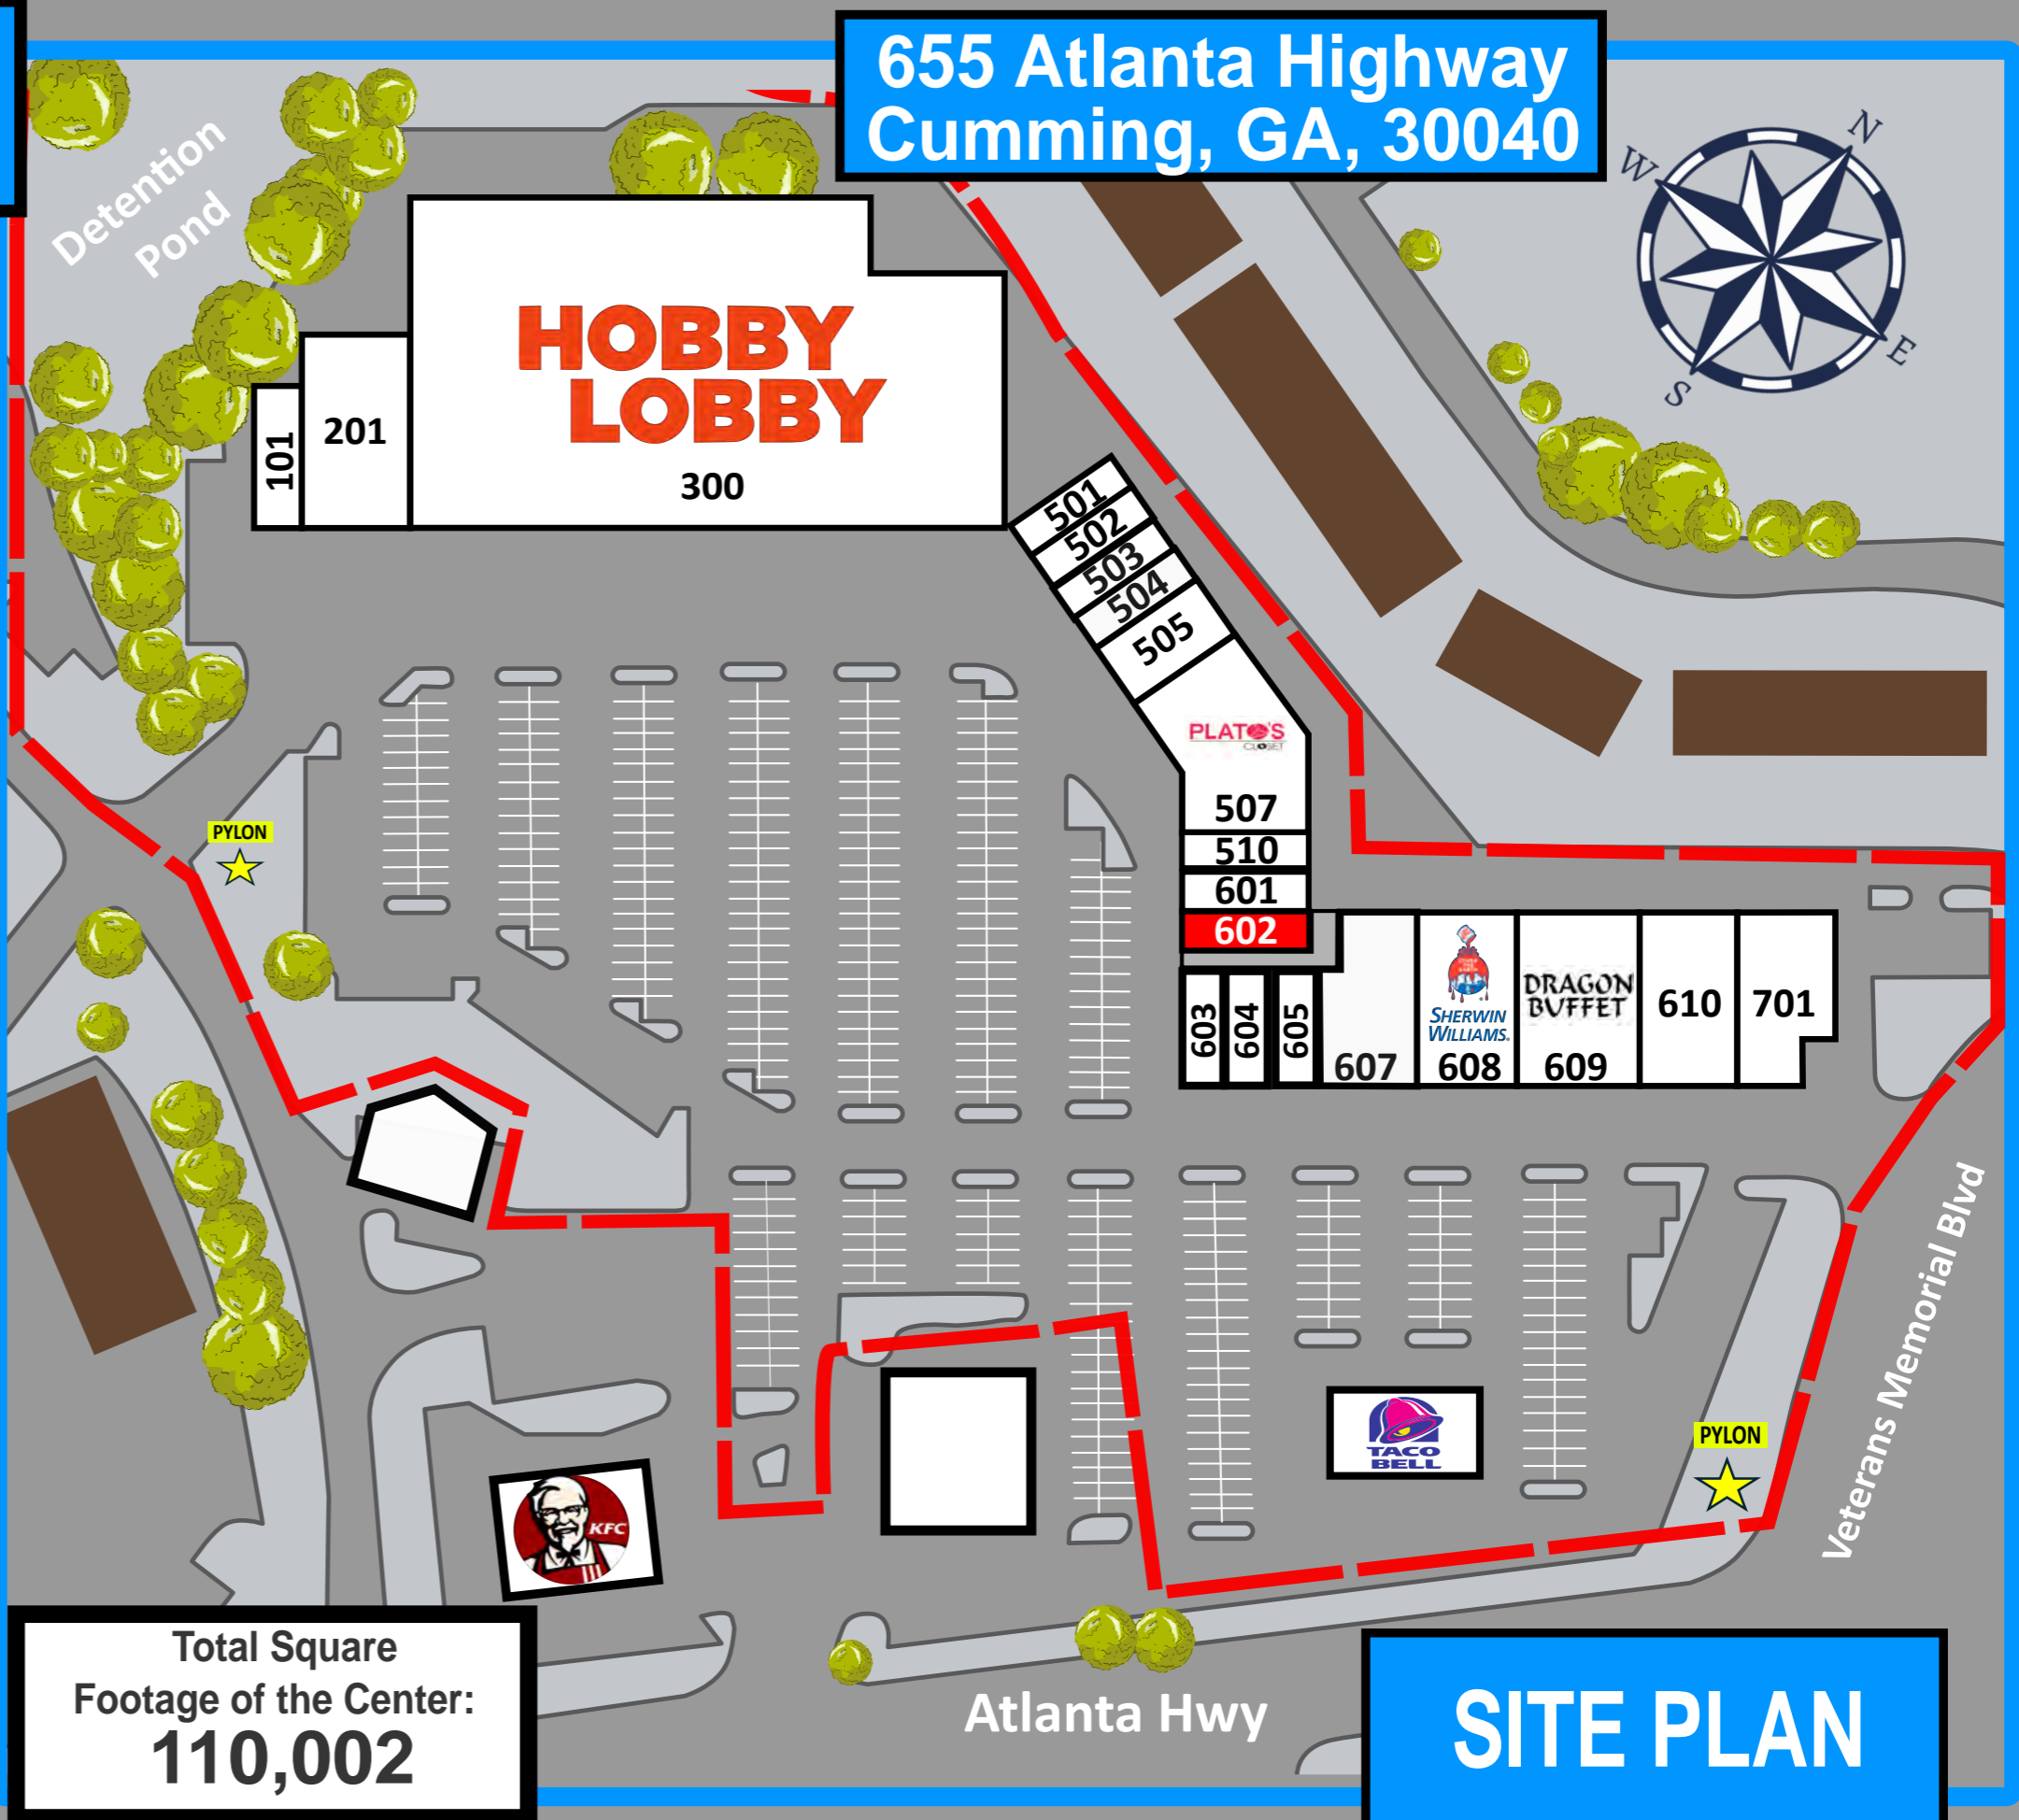 655 Atlanta Highway
Cumming, GA, 30040
Detention
Pond
N
W
E
S
HOBBY
LOBBY
300
201
101
501
502
503
504
505
PLATO'S
CLOSET
507
510
601
602
603
604
605
607
SHERWIN
WILLIAMS.
608
DRAGON
BUFFET
609
610
701
PYLON
TACO
BELL
PYLON
KFC
Veterans Memorial Blvd
Atlanta Hwy
Total Square
Footage of the Center:
110,002
SITE PLAN